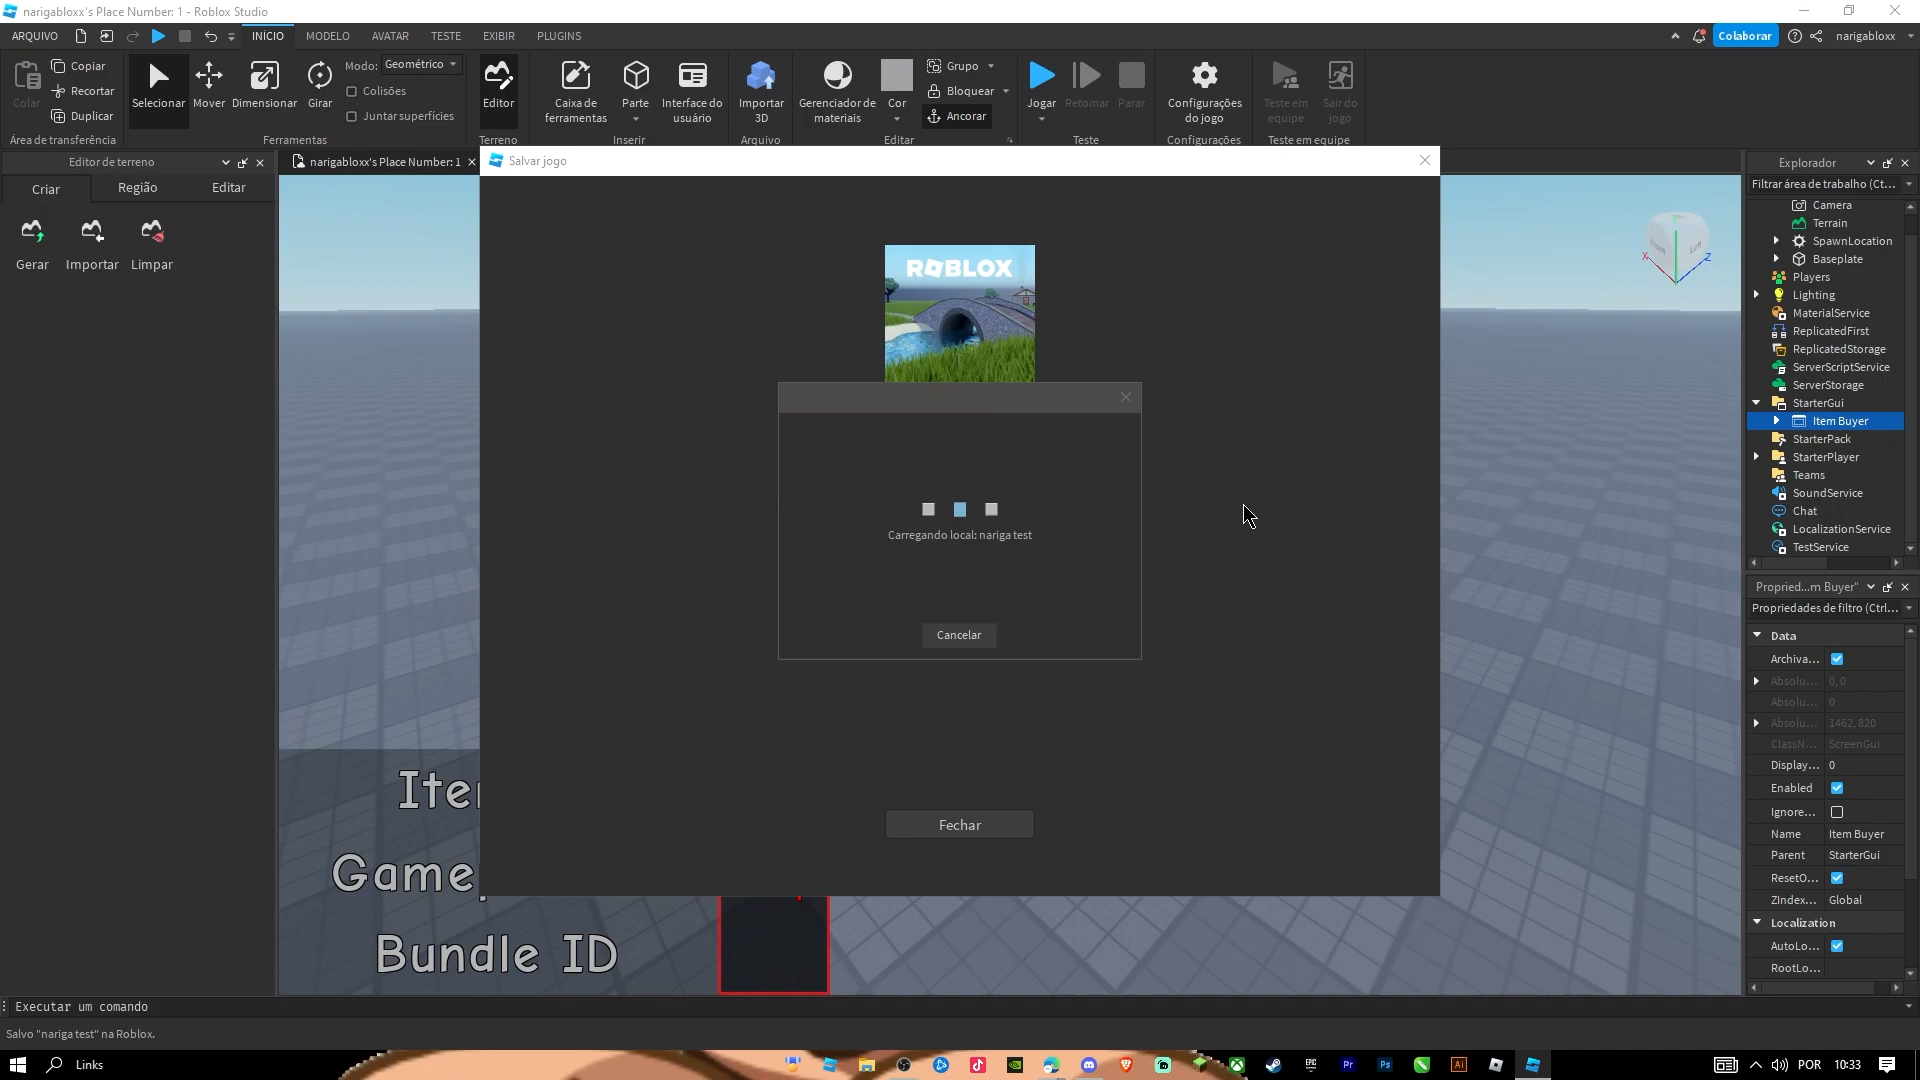 narigabloxx's Place Number: 1 - Roblox Studio
ARQUIVO
INÍCIO
MODELO
AVATAR
TESTE
EXIBIR
PLUGINS
Colaborar
narigabloxx
Colar
Copiar
Recortar
Duplicar
Selecionar
Mover
Dimensionar
Girar
Modo:
Geométrico
Colisões
Juntar superfícies
Editor
Caixa de
ferramentas
Parte
Interface do
usuário
Importar
3D
Gerenciador de
materiais
Cor
Grupo
Bloquear
Ancorar
Jogar
Retomar
Parar
Configurações
do jogo
Teste em
equipe
Sair do
jogo
Área de transferência
Ferramentas
Terreno
Inserir
Arquivo
Editar
Teste
Configurações
Teste em equipe
Editor de terreno
Criar
Região
Editar
Gerar
Importar
Limpar
narigabloxx's Place Number: 1
Salvar jogo
ROBLOX
Carregando local: nariga test
Cancelar
Fechar
Game
Bundle ID
Explorador
Filtrar área de trabalho (Ct...
Camera
Terrain
SpawnLocation
Baseplate
Players
Lighting
MaterialService
ReplicatedFirst
ReplicatedStorage
ServerScriptService
ServerStorage
StarterGui
Item Buyer
StarterPack
StarterPlayer
Teams
SoundService
Chat
LocalizationService
TestService
Propried...m Buyer"
Propriedades de filtro (Ctrl...
Data
Archiva...
Absolu... 0, 0
Absolu... 0
Absolu... 1462, 820
ClassN... ScreenGui
Display... 0
Enabled
Ignore...
Name Item Buyer
Parent StarterGui
ResetO...
ZIndex... Global
Localization
AutoLo...
RootLo...
Executar um comando
Salvo "nariga test" na Roblox.
Links
POR
10:33